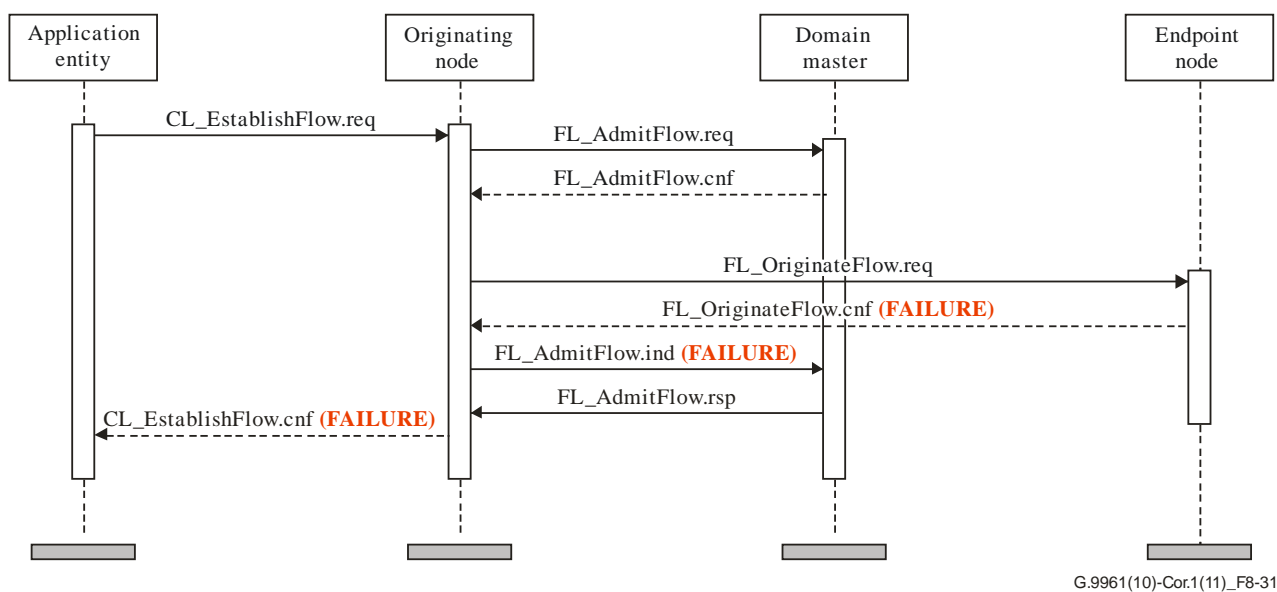 Application
entity
Originating
node
Domain
master
Endpoint
node
CL_EstablishFlow.req
FL_AdmitFlow.req
FL_AdmitFlow.cnf
FL_OriginateFlow.req
FL_OriginateFlow.cnf (FAILURE)
FL_AdmitFlow.ind (FAILURE)
FL_AdmitFlow.rsp
CL_EstablishFlow.cnf (FAILURE)
G.9961(10)-Cor.1(11)_F8-31